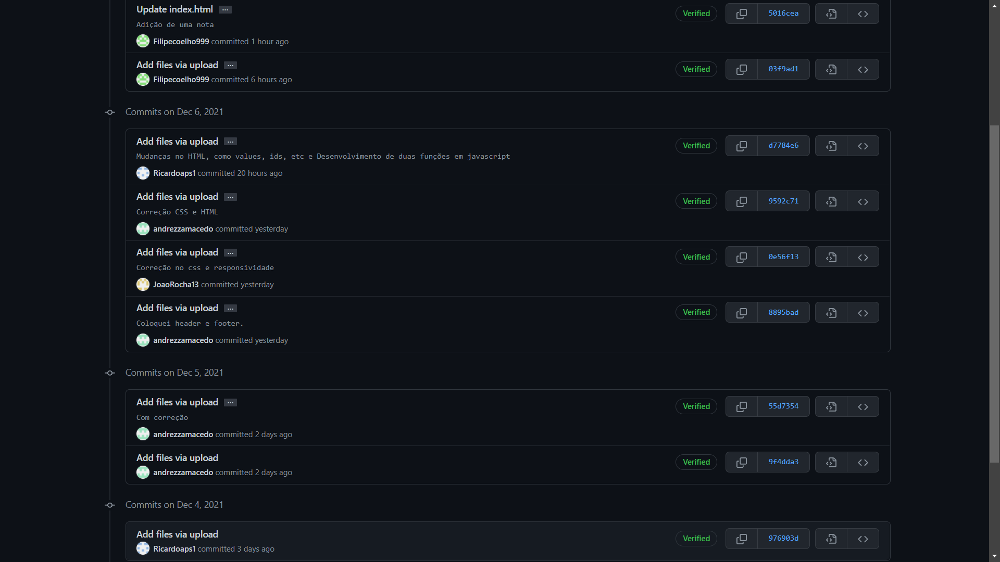 Update index.html ...
Verified
5016cea
Adição de uma nota
Filipecoelho999 committed 1 hour ago
Add files via upload ...
Verified
03f9ad1
Filipecoelho999 committed 6 hours ago
Commits on Dec 6, 2021
Add files via upload ...
Verified
d7784e6
Mudanças no HTML, como values, ids, etc e Desenvolvimento de duas funções em javascript
Ricardoaps1 committed 20 hours ago
Add files via upload ...
Verified
9592c71
Correção CSS e HTML
andrezzamacedo committed yesterday
Add files via upload ...
Verified
0e56f13
Correção no css e responsividade
JoaoRocha13 committed yesterday
Add files via upload ...
Verified
8895bad
Coloquei header e footer.
andrezzamacedo committed yesterday
Commits on Dec 5, 2021
Add files via upload ...
Verified
55d7354
Com correção
andrezzamacedo committed 2 days ago
Add files via upload
Verified
9f4dda3
andrezzamacedo committed 2 days ago
Commits on Dec 4, 2021
Add files via upload
Verified
976903d
Ricardoaps1 committed 3 days ago